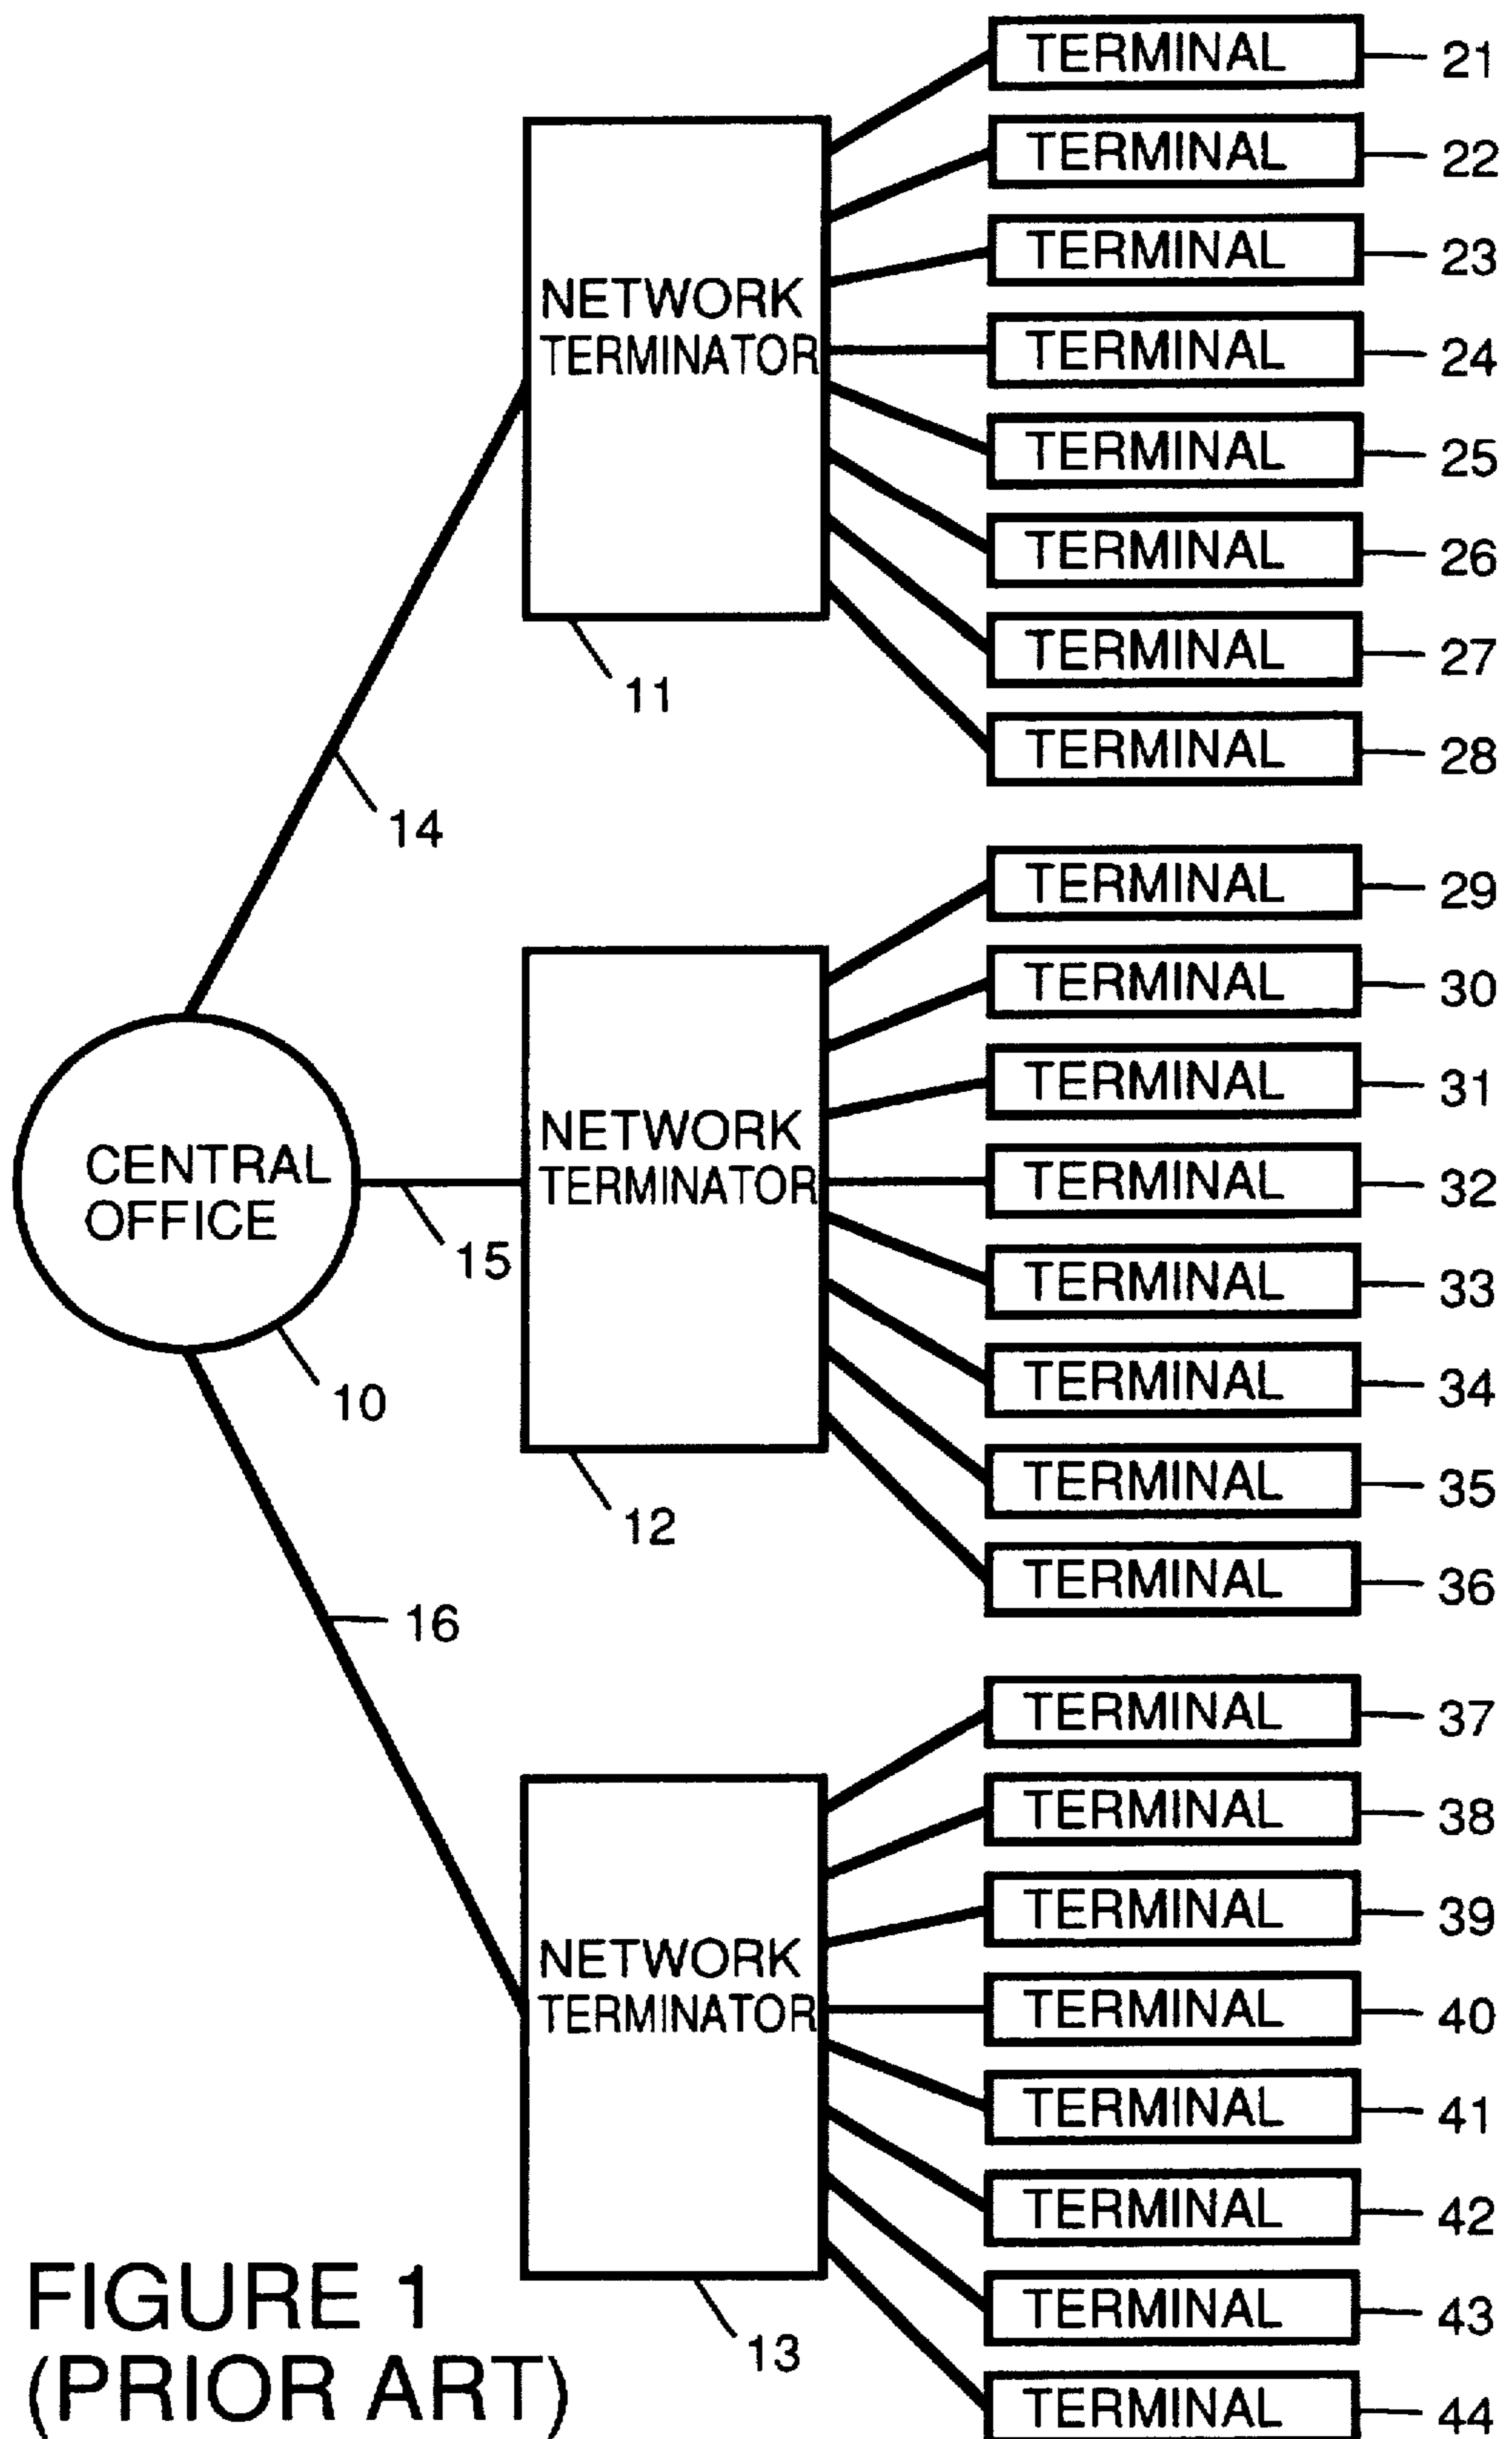 TERMINAL 21
TERMINAL 22
TERMINAL 23
NETWORK
TERMINATOR
TERMINAL 24
TERMINAL 25
TERMINAL 26
TERMINAL 27
11
TERMINAL 28
14
TERMINAL 29
TERMINAL 30
TERMINAL 31
NETWORK
TERMINATOR
CENTRAL
OFFICE
TERMINAL 32
15
TERMINAL 33
10
TERMINAL 34
TERMINAL 35
12
TERMINAL 36
16
TERMINAL 37
TERMINAL 38
TERMINAL 39
NETWORK
TERMINATOR
TERMINAL 40
TERMINAL 41
TERMINAL 42
TERMINAL 43
13
TERMINAL 44
FIGURE 1
(PRIOR ART)